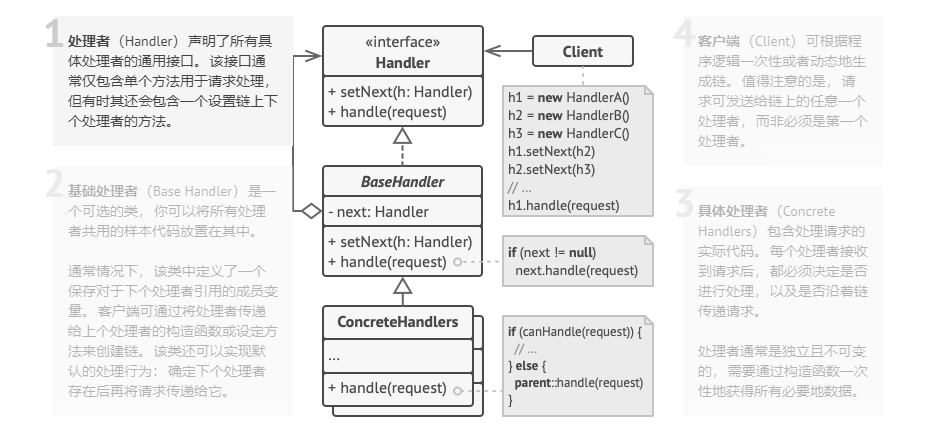 1
处理者 （Handler） 声明了所有具
体处理者的通用接口。 该接口通
常仅包含单个方法用于请求处理，
但有时其还会包含一个设置链上下
个处理者的方法。
2
基础处理者 （Base Handler） 是一
个可选的类， 你可以将所有处理
者共用的样本代码放置在其中。
通常情况下， 该类中定义了一个
保存对于下个处理者引用的成员变
量。 客户端可通过将处理者传递
给上个处理者的构造函数或设定方
法来创建链。 该类还可以实现默
认的处理行为： 确定下个处理者
存在后再将请求传递给它。
«interface»
Handler
+ setNext(h: Handler)
+ handle(request)
BaseHandler
- next: Handler
+ setNext(h: Handler)
+ handle(request)
ConcreteHandlers
...
+ handle(request)
Client
h1 = new HandlerA()
h2 = new HandlerB()
h3 = new HandlerC()
h1.setNext(h2)
h2.setNext(h3)
// ...
h1.handle(request)
if (next != null)
next.handle(request)
if (canHandle(request)) {
// ...
} else {
parent::handle(request)
}
4
客户端 （Client） 可根据程
序逻辑一次性或者动态地生
成链。 值得注意的是， 请
求可发送给链上的任意一个
处理者， 而非必须是第一个
处理者。
3
具体处理者 （Concrete
Handlers） 包含处理请求的
实际代码。 每个处理者接收
到请求后， 都必须决定是否
进行处理， 以及是否沿着链
传递请求。
处理者通常是独立且不可变
的， 需要通过构造函数一次
性地获得所有必要地数据。